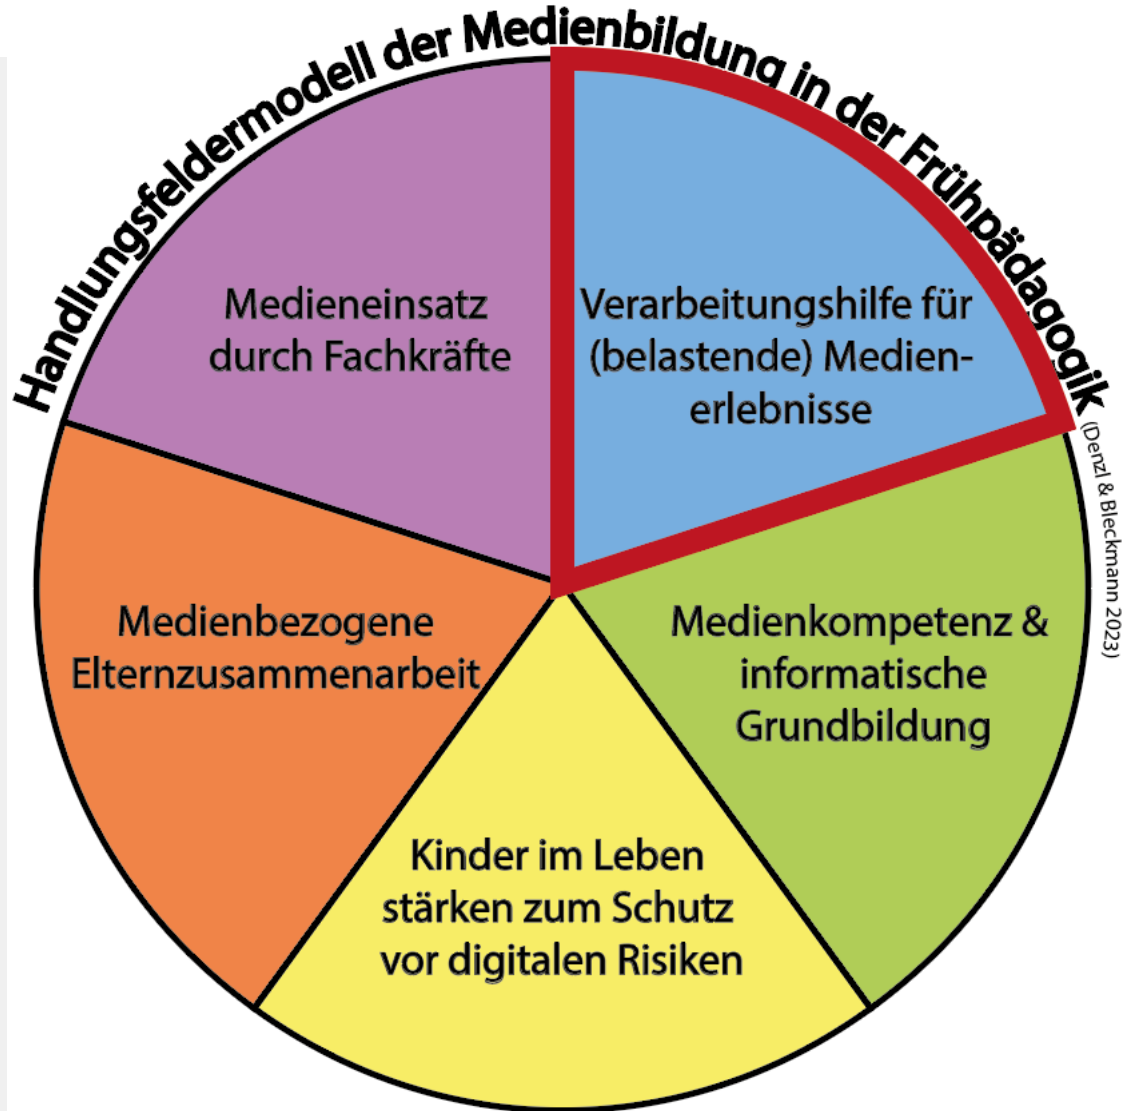 Handlungsfeldermodell der Medienbildung in der Frühpädagogik
(Denzl & Bleckmann 2023)
Medieneinsatz
durch Fachkräfte
Verarbeitungshilfe für
(belastende) Medien-
erlebnisse
Medienbezogene
Elternzusammenarbeit
Medienkompetenz &
informatische
Grundbildung
Kinder im Leben
stärken zum Schutz
vor digitalen Risiken